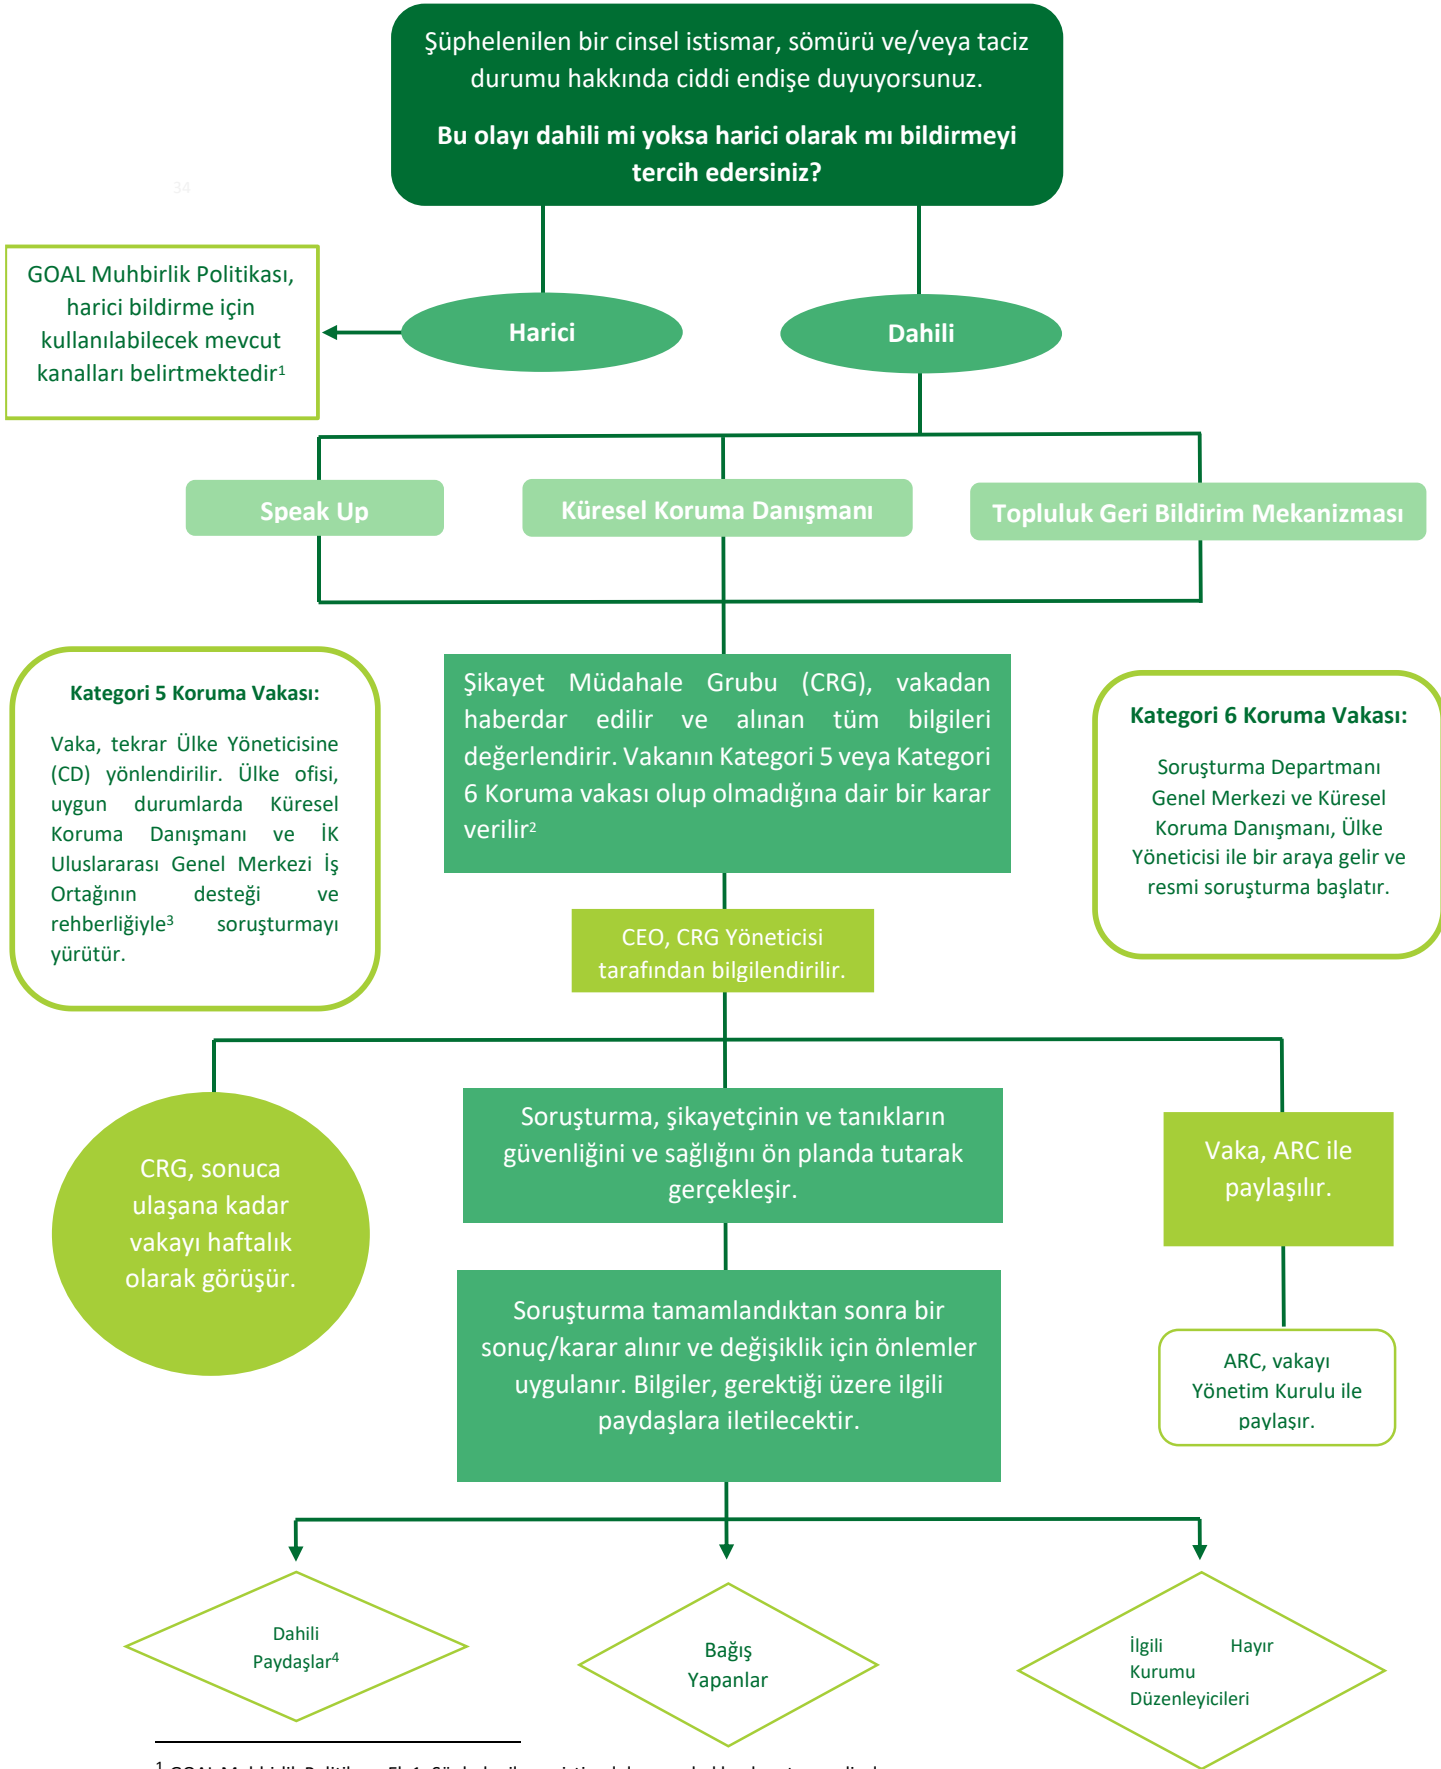 Şüphelenilen bir cinsel istismar, sömürü ve/veya taciz
durumu hakkında ciddi endişe duyuyorsunuz.
Bu olayı dahili mi yoksa harici olarak mı bildirmeyi
tercih edersiniz?
34
GOAL Muhbirlik Politikası,
harici bildirme için
kullanılabilecek mevcut
kanalları belirtmektedir1
Harici
Dahili
Speak Up
Küresel Koruma Danışmanı
Topluluk Geri Bildirim Mekanizması
Kategori 5 Koruma Vakası:
Vaka, tekrar Ülke Yöneticisine
(CD) yönlendirilir. Ülke ofisi,
uygun durumlarda Küresel
Koruma Danışmanı ve İK
Uluslararası Genel Merkezi İş
Ortağının desteği ve
rehberliğiyle3 soruşturmayı
yürütür.
Şikayet Müdahale Grubu (CRG), vakadan
haberdar edilir ve alınan tüm bilgileri
değerlendirir. Vakanın Kategori 5 veya Kategori
6 Koruma vakası olup olmadığına dair bir karar
verilir2
Kategori 6 Koruma Vakası:
Soruşturma Departmanı
Genel Merkezi ve Küresel
Koruma Danışmanı, Ülke
Yöneticisi ile bir araya gelir ve
resmi soruşturma başlatır.
CEO, CRG Yöneticisi
tarafından bilgilendirilir.
CRG, sonuca
ulaşana kadar
vakayı haftalık
olarak görüşür.
Soruşturma, şikayetçinin ve tanıkların
güvenliğini ve sağlığını ön planda tutarak
gerçekleşir.
Vaka, ARC ile
paylaşılır.
Soruşturma tamamlandıktan sonra bir
sonuç/karar alınır ve değişiklik için önlemler
uygulanır. Bilgiler, gerektiği üzere ilgili
paydaşlara iletilecektir.
ARC, vakayı
Yönetim Kurulu ile
paylaşır.
Dahili
Paydaşlar4
Bağış
Yapanlar
İlgili Hayır
Kurumu
Düzenleyicileri